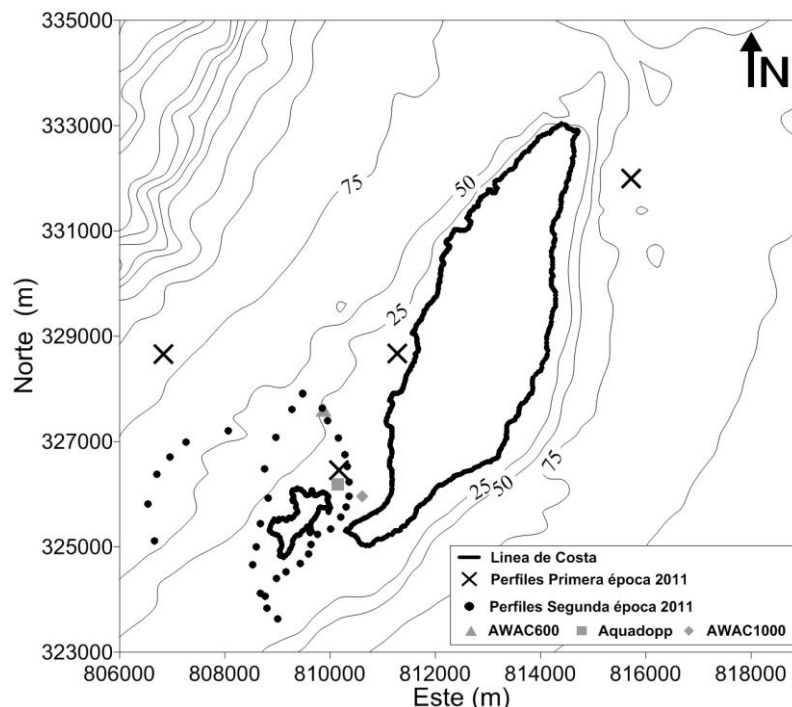 335000
333000
331000
329000
327000
325000
323000
Norte (m)
N
75
50
25
75
25
50
Linea de Costa
Perfiles Primera época 2011
Perfiles Segunda época 2011
AWAC600 Aquadopp AWAC1000
806000 808000 810000 812000 814000 816000 818000
Este (m)